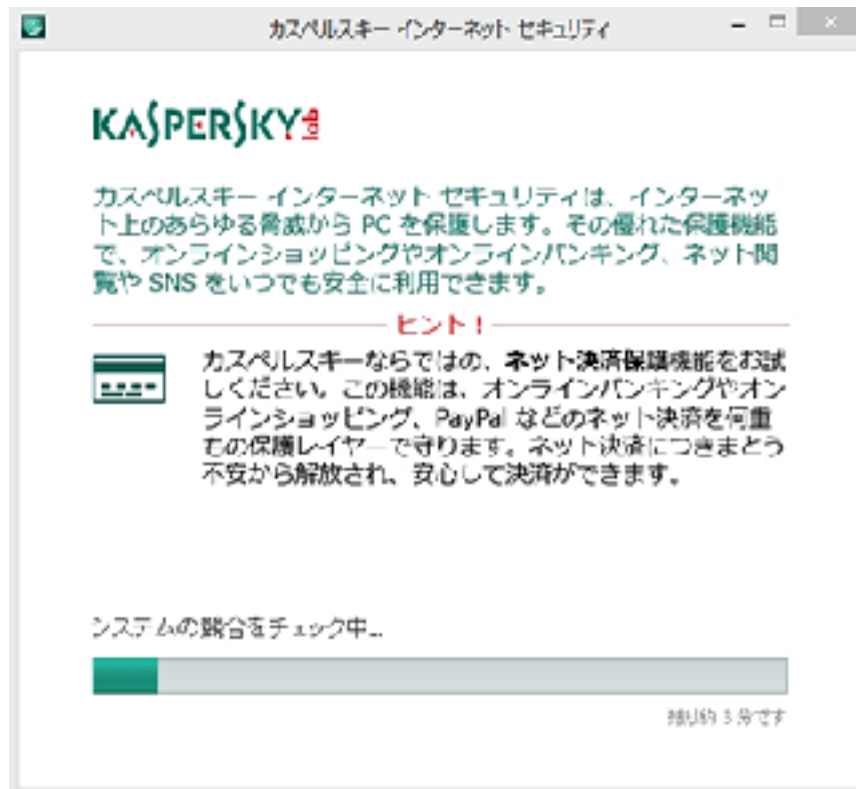 カスペルスキー インターネット セキュリティ
KASPERSKY lab
カスペルスキー インターネット セキュリティは、インターネッ
ト上のあらゆる脅威から PC を保護します。その優れた保護機能
で、オンラインショッピングやオンラインバンキング、ネット閲
覧や SNS をいつでも安全に利用できます。
ヒント！
カスペルスキーならではの、ネット決済保護機能をお試
しください。この機能は、オンラインバンキングやオン
ラインショッピング、PayPal などのネット決済を何重
もの保護レイヤーで守ります。ネット決済につきまとう
不安から解放され、安心して決済ができます。
システムの競合をチェック中...
残り約 3 分です